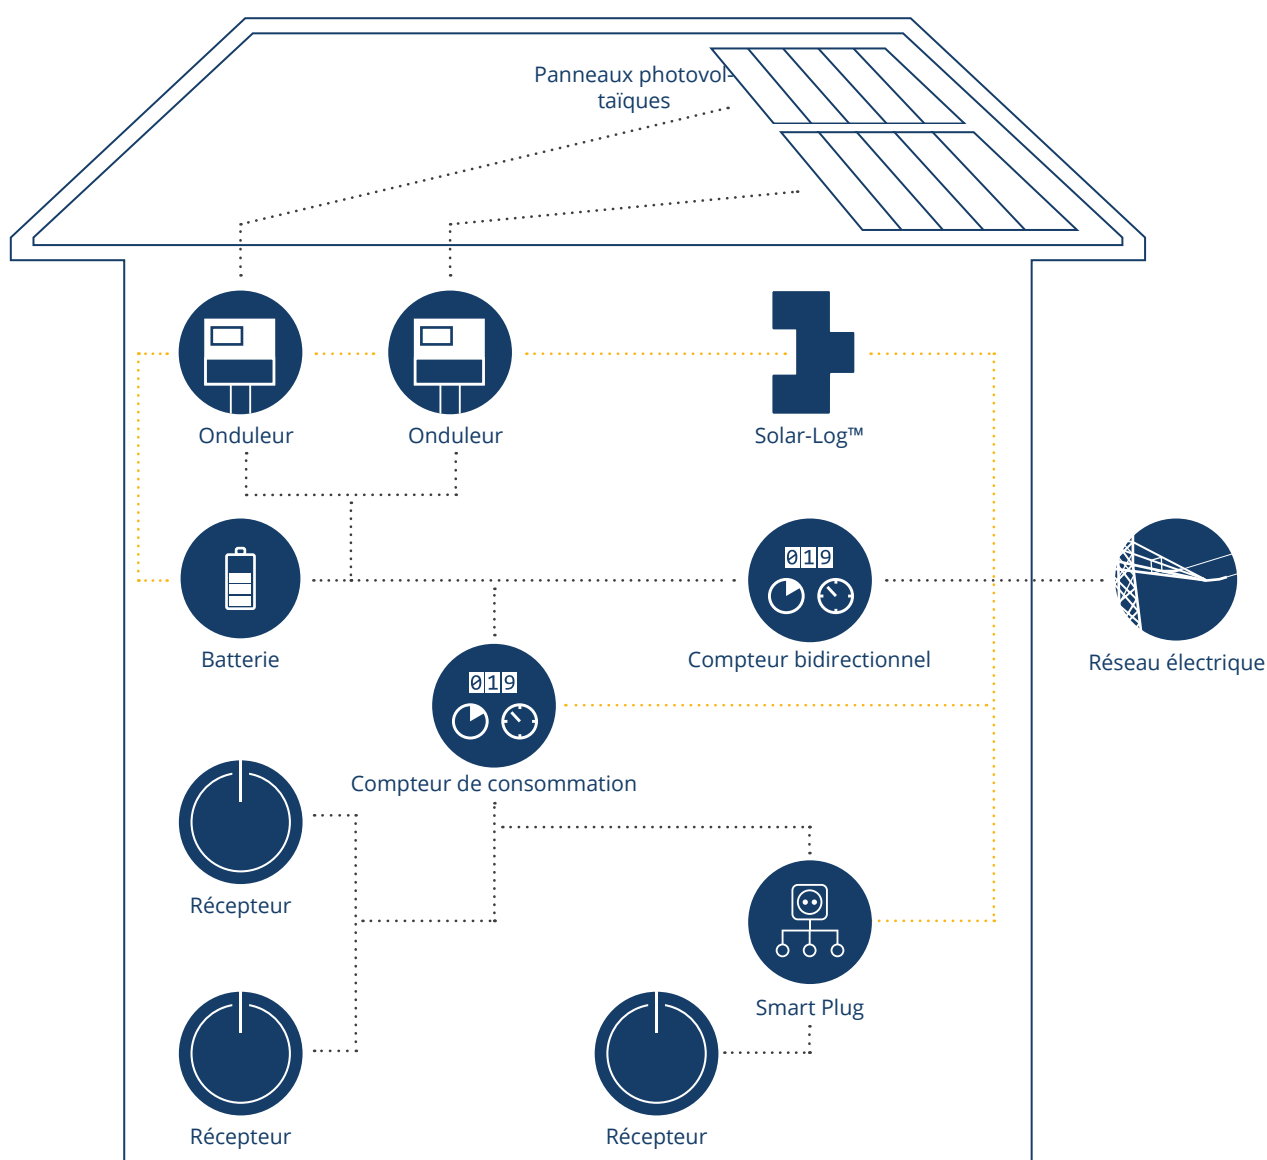 Panneaux photovol-
taïques
Onduleur
Onduleur
Solar-Log™
019
Batterie
Compteur bidirectionnel
Réseau électrique
019
Compteur de consommation
Récepteur
Smart Plug
Récepteur
Récepteur